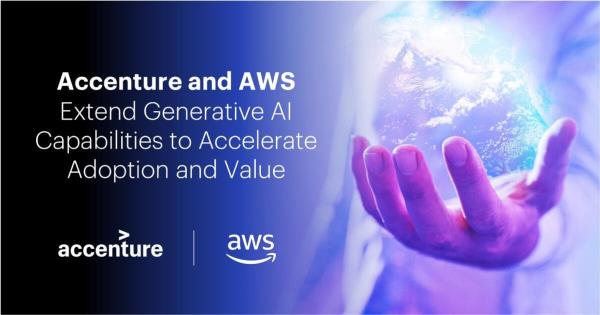 Accenture and AWS
Extend Generative AI
Capabilities to Accelerate
Adoption and Value
accenture
aws